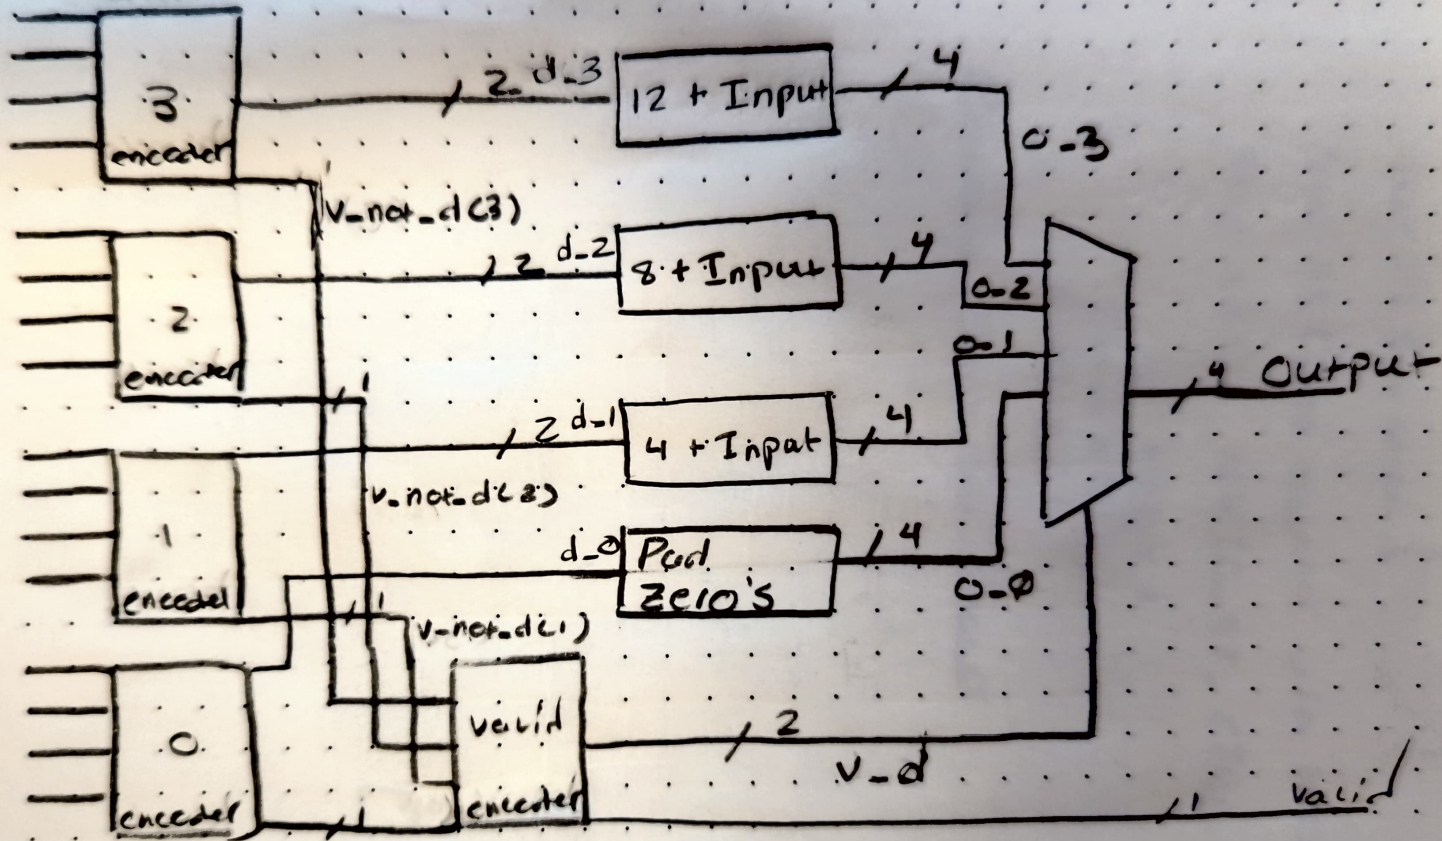 3
encoder
2 d_3
12 + Input
4
o_3
V_not_d(3)
2
encoder
2 d_2
8 + Input
4
o_2
1
V_not_d(2)
1
encoder
2 d_1
4 + Input
4
o_1
1
V_not_d(1)
0
encoder
1
d_0
Pad
Zero's
4
o_0
4 Output
valid
encoder
2
V_d
1 valid